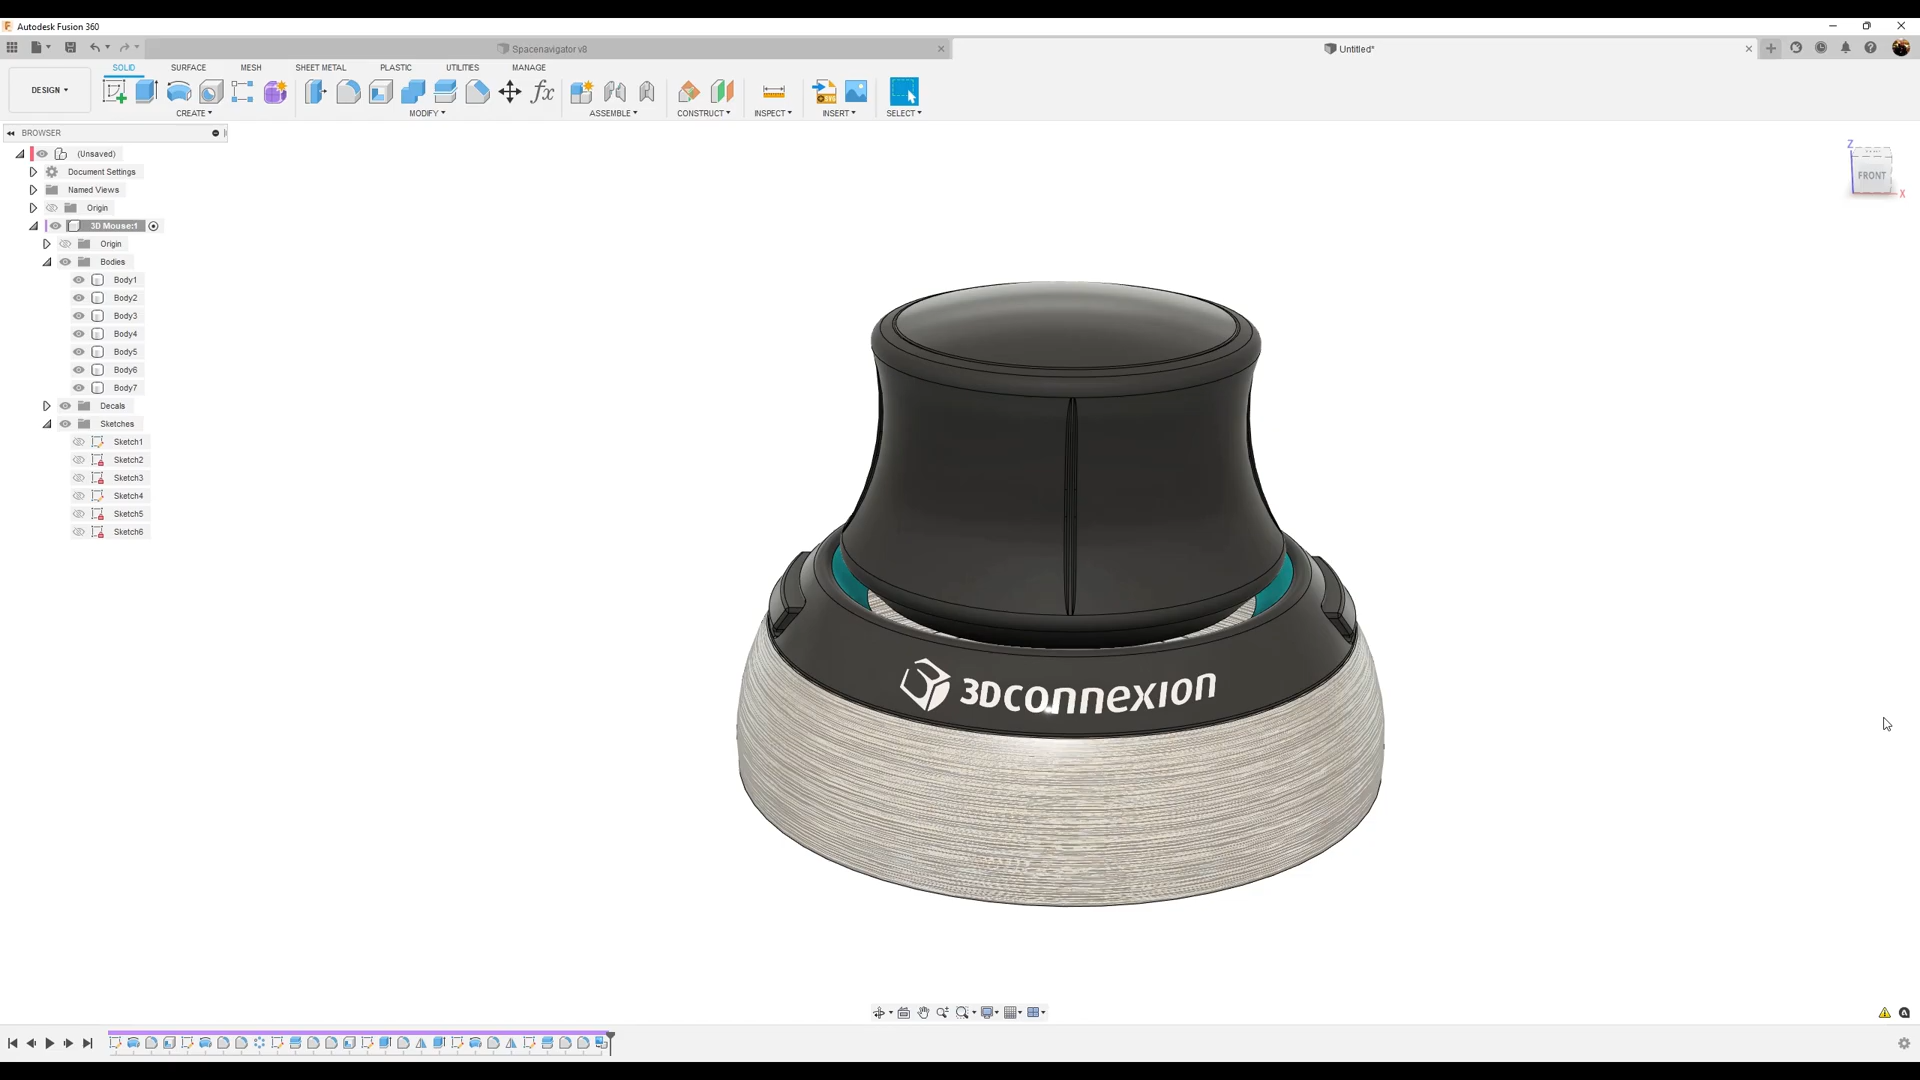 Autodesk Fusion 360
Spacenavigator v8
Untitled*
DESIGN
SOLID
SURFACE
MESH
SHEET METAL
PLASTIC
UTILITIES
MANAGE
CREATE
MODIFY
ASSEMBLE
CONSTRUCT
INSPECT
INSERT
SELECT
BROWSER
(Unsaved)
Document Settings
Named Views
Origin
3D Mouse:1
Origin
Bodies
Body1
Body2
Body3
Body4
Body5
Body6
Body7
Decals
Sketches
Sketch1
Sketch2
Sketch3
Sketch4
Sketch5
Sketch6
Z
FRONT
X
3Dconnexion